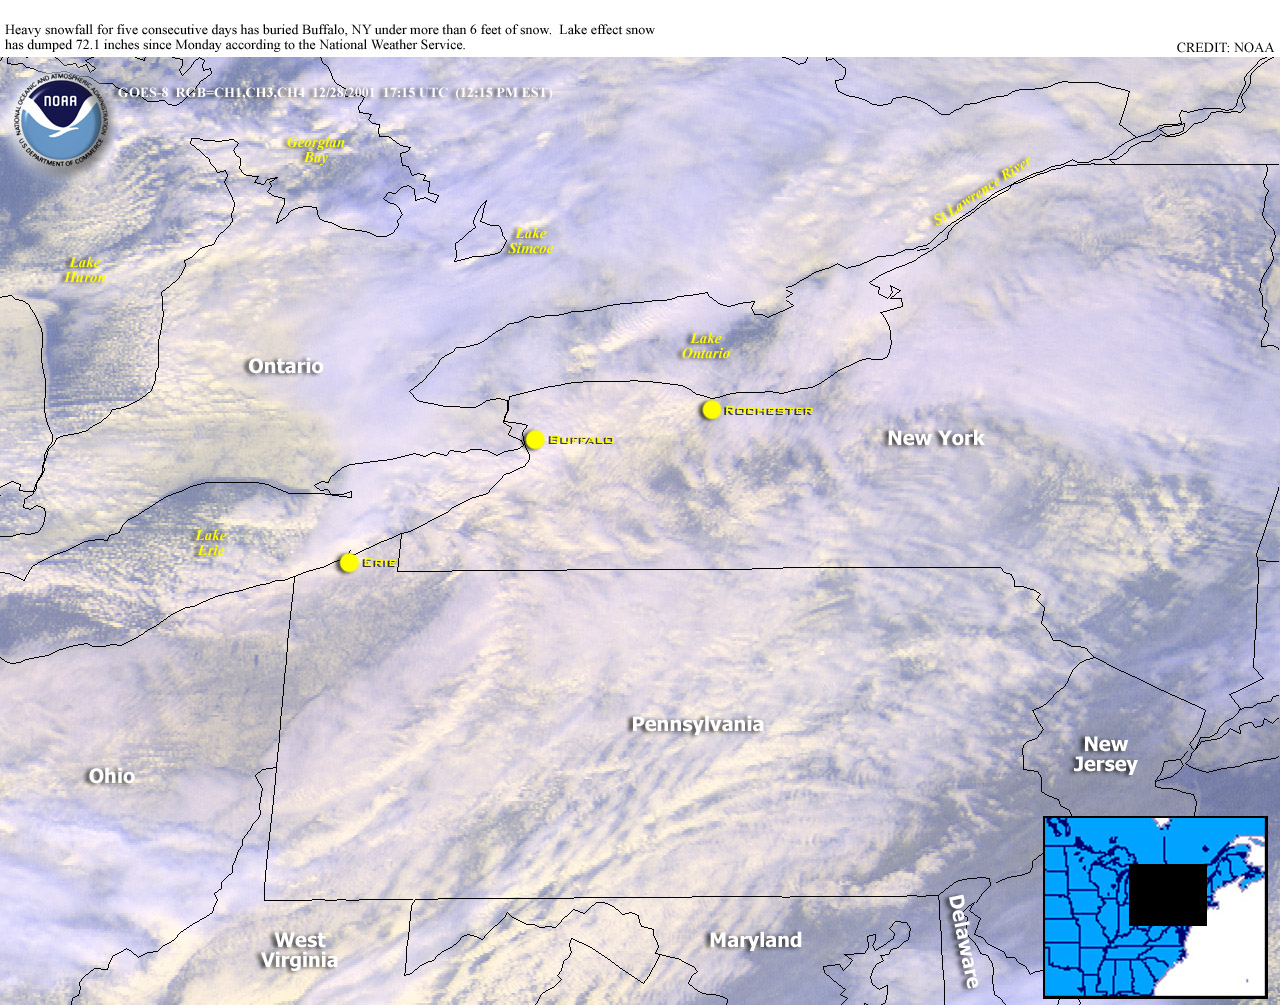 Heavy snowfall for five consecutive days has buried Buffalo, NY under more than 6 feet of snow.  Lake effect snow
has dumped 72.1 inches since Monday according to the National Weather Service.
CREDIT: NOAA
GOES-8 RGB=CH1,CH3,CH4 12/28/2001 17:15 UTC (12:15 PM EST)
NATIONAL OCEANIC AND ATMOSPHERIC ADMINISTRATION
NOAA
U.S. DEPARTMENT OF COMMERCE
Georgian
Bay
St Lawrence River
Lake
Simcoe
Lake
Huron
Lake
Ontario
Ontario
Rochester
Buffalo
New York
Lake
Erie
Erie
Pennsylvania
New
Jersey
Ohio
West
Virginia
Maryland
Delaware